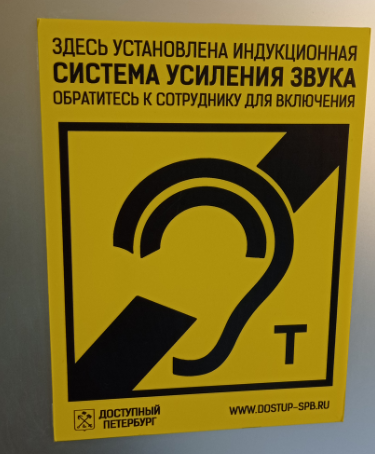 ЗДЕСЬ УСТАНОВЛЕНА ИНДУКЦИОННАЯ
СИСТЕМА УСИЛЕНИЯ ЗВУКА
ОБРАТИТЕСЬ К СОТРУДНИКУ ДЛЯ ВКЛЮЧЕНИЯ
T
ДОСТУПНЫЙ
ПЕТЕРБУРГ
WWW.DOSTUP-SPB.RU